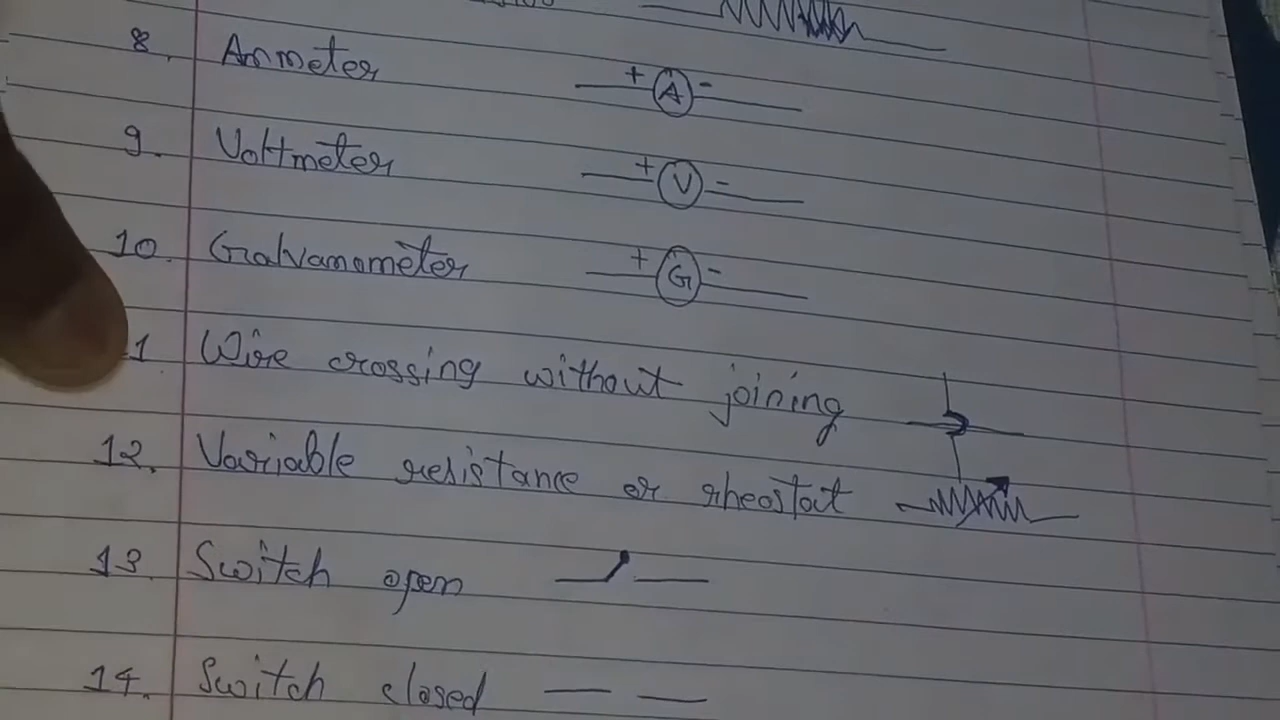 8. Ammeter + A -
9. Voltmeter + V -
10. Galvanometer + G -
1. Wire crossing without joining
12. Variable resistance or rheostat
13. Switch open
14. Switch closed